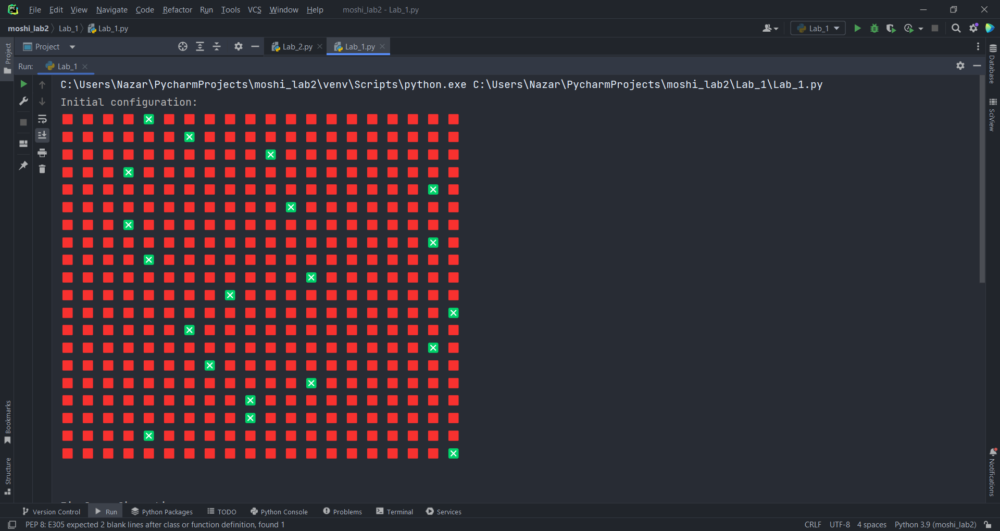 PC
File Edit View Navigate Code Refactor Run Tools VCS Window Help moshi_lab2 - Lab_1.py
moshi_lab2 Lab_1 Lab_1.py Lab_1
Project Project Lab_2.py Lab_1.py
Database
Run: Lab_1
C:\Users\Nazar\PycharmProjects\moshi_lab2\venv\Scripts\python.exe C:\Users\Nazar\PycharmProjects\moshi_lab2\Lab_1\Lab_1.py
Initial configuration:
SciView
Bookmarks
Structure
Notifications
Version Control Run Python Packages TODO Python Console Problems Terminal Services
PEP 8: E305 expected 2 blank lines after class or function definition, found 1 CRLF UTF-8 4 spaces Python 3.9 (moshi_lab2)